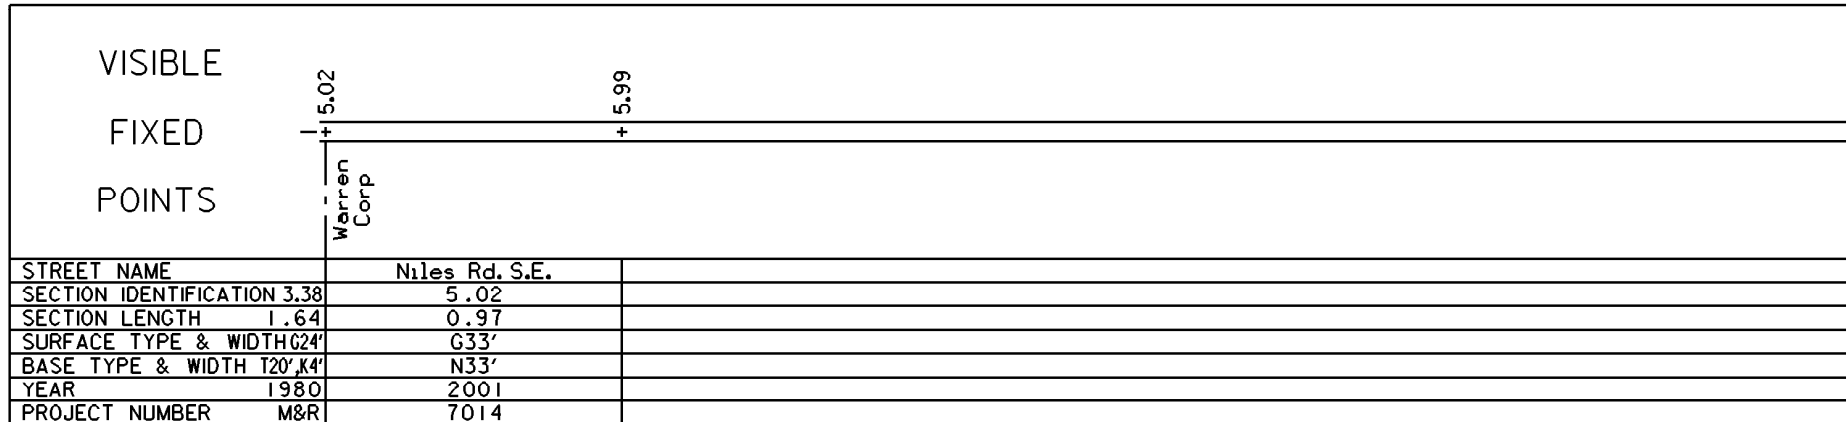 VISIBLE
FIXED
POINTS
5.02
5.99
Warren
Corp
STREET NAME Niles Rd. S.E.
SECTION IDENTIFICATION 3.38 5.02
SECTION LENGTH 1.64 0.97
SURFACE TYPE & WIDTH G24' G33'
BASE TYPE & WIDTH T20',K4' N33'
YEAR 1980 2001
PROJECT NUMBER M&R 7014